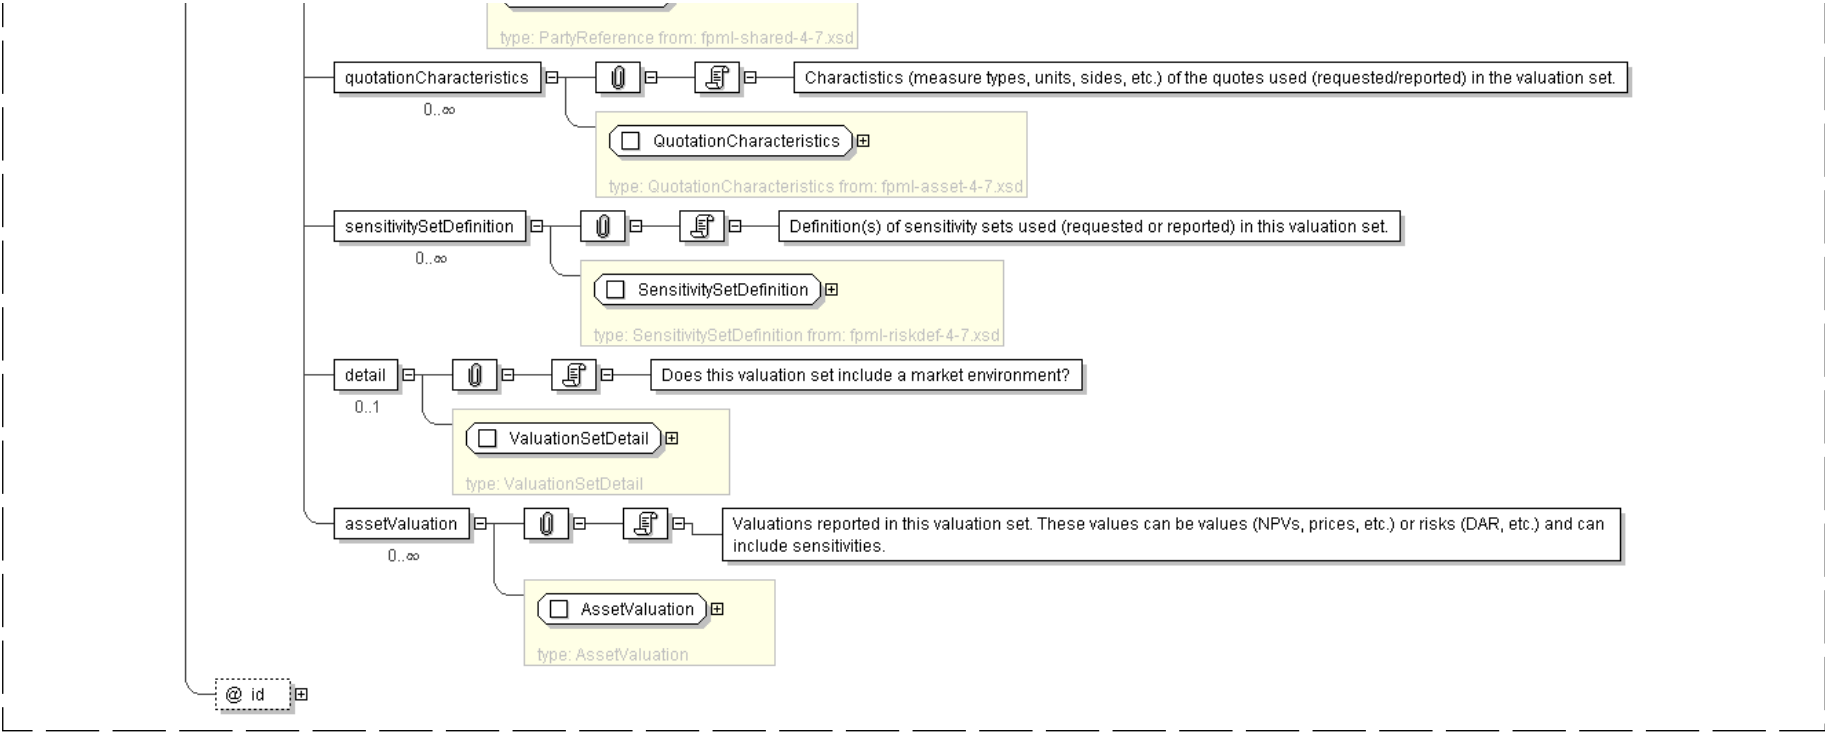 type: PartyReference from: fpml-shared-4-7.xsd
quotationCharacteristics
Charactistics (measure types, units, sides, etc.) of the quotes used (requested/reported) in the valuation set.
0..∞
QuotationCharacteristics
type: QuotationCharacteristics from: fpml-asset-4-7.xsd
sensitivitySetDefinition
Definition(s) of sensitivity sets used (requested or reported) in this valuation set.
0..∞
SensitivitySetDefinition
type: SensitivitySetDefinition from: fpml-riskdef-4-7.xsd
detail
Does this valuation set include a market environment?
0..1
ValuationSetDetail
type: ValuationSetDetail
assetValuation
Valuations reported in this valuation set. These values can be values (NPVs, prices, etc.) or risks (DAR, etc.) and can
include sensitivities.
0..∞
AssetValuation
type: AssetValuation
@ id